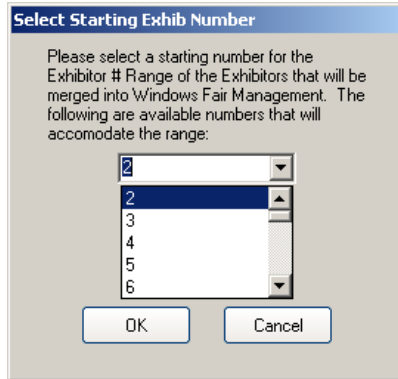 Select Starting Exhib Number
Please select a starting number for the
Exhibitor # Range of the Exhibitors that will be
merged into Windows Fair Management.  The
following are available numbers that will
accomodate the range:
2
2
3
4
5
6
OK Cancel